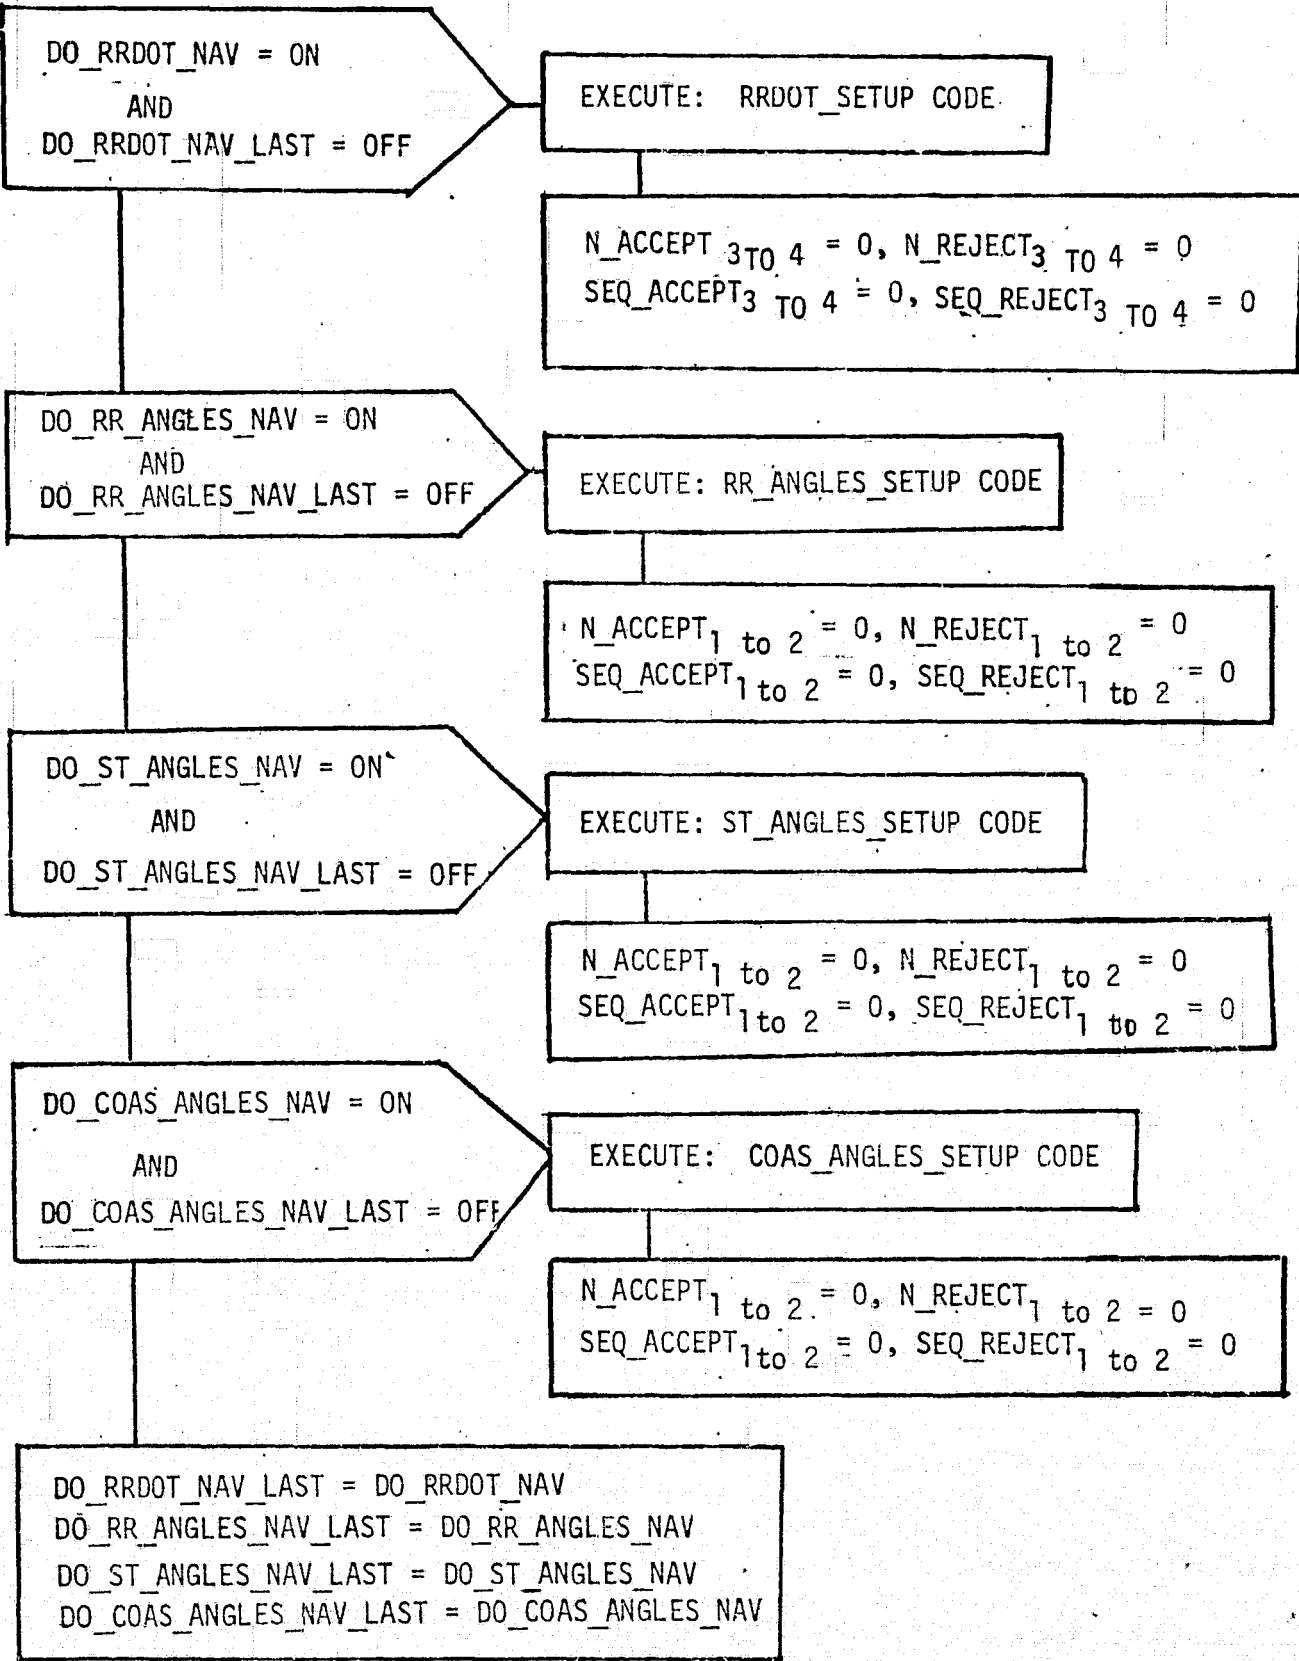 DO_RRDOT_NAV = ON
AND
DO_RRDOT_NAV_LAST = OFF
EXECUTE: RRDOT_SETUP CODE
N_ACCEPT 3TO 4 = 0, N_REJECT3 TO 4 = 0
SEQ_ACCEPT3 TO 4 = 0, SEQ_REJECT3 TO 4 = 0
DO_RR_ANGLES_NAV = ON
AND
DO_RR_ANGLES_NAV_LAST = OFF
EXECUTE: RR_ANGLES_SETUP CODE
N_ACCEPT1 to 2 = 0, N_REJECT1 to 2 = 0
SEQ_ACCEPT1 to 2 = 0, SEQ_REJECT1 to 2 = 0
DO_ST_ANGLES_NAV = ON
AND
DO_ST_ANGLES_NAV_LAST = OFF
EXECUTE: ST_ANGLES_SETUP CODE
N_ACCEPT1 to 2 = 0, N_REJECT1 to 2 = 0
SEQ_ACCEPT1to 2 = 0, SEQ_REJECT1 to 2 = 0
DO_COAS_ANGLES_NAV = ON
AND
DO_COAS_ANGLES_NAV_LAST = OFF
EXECUTE: COAS_ANGLES_SETUP CODE
N_ACCEPT1 to 2 = 0, N_REJECT1 to 2 = 0
SEQ_ACCEPT1to 2 = 0, SEQ_REJECT1 to 2 = 0
DO_RRDOT_NAV_LAST = DO_RRDOT_NAV
DO_RR_ANGLES_NAV_LAST = DO_RR_ANGLES_NAV
DO_ST_ANGLES_NAV_LAST = DO_ST_ANGLES_NAV
DO_COAS_ANGLES_NAV_LAST = DO_COAS_ANGLES_NAV